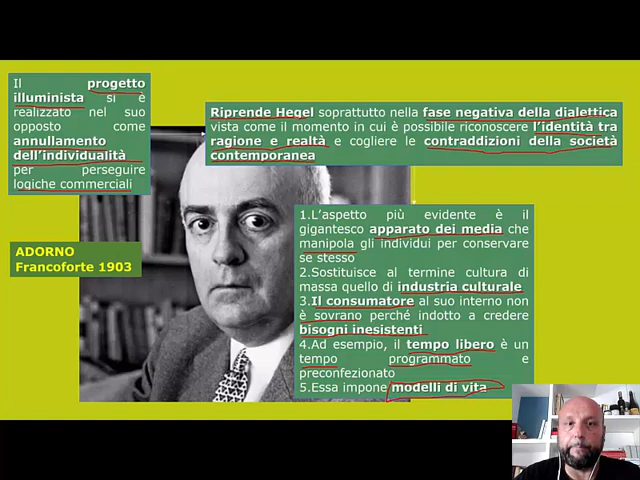 Il progetto
illuminista si è
realizzato nel suo
opposto come
annullamento
dell'individualità
per perseguire
logiche commerciali
Riprende Hegel soprattutto nella fase negativa della dialettica
vista come il momento in cui è possibile riconoscere l'identità tra
ragione e realtà e cogliere le contraddizioni della società
contemporanea
ADORNO
Francoforte 1903
1.L'aspetto più evidente è il
gigantesco apparato dei media che
manipola gli individui per conservare
se stesso
2.Sostituisce al termine cultura di
massa quello di industria culturale
3.Il consumatore al suo interno non
è sovrano perché indotto a credere
bisogni inesistenti
4.Ad esempio, il tempo libero è un
tempo programmato e
preconfezionato
5.Essa impone modelli di vita